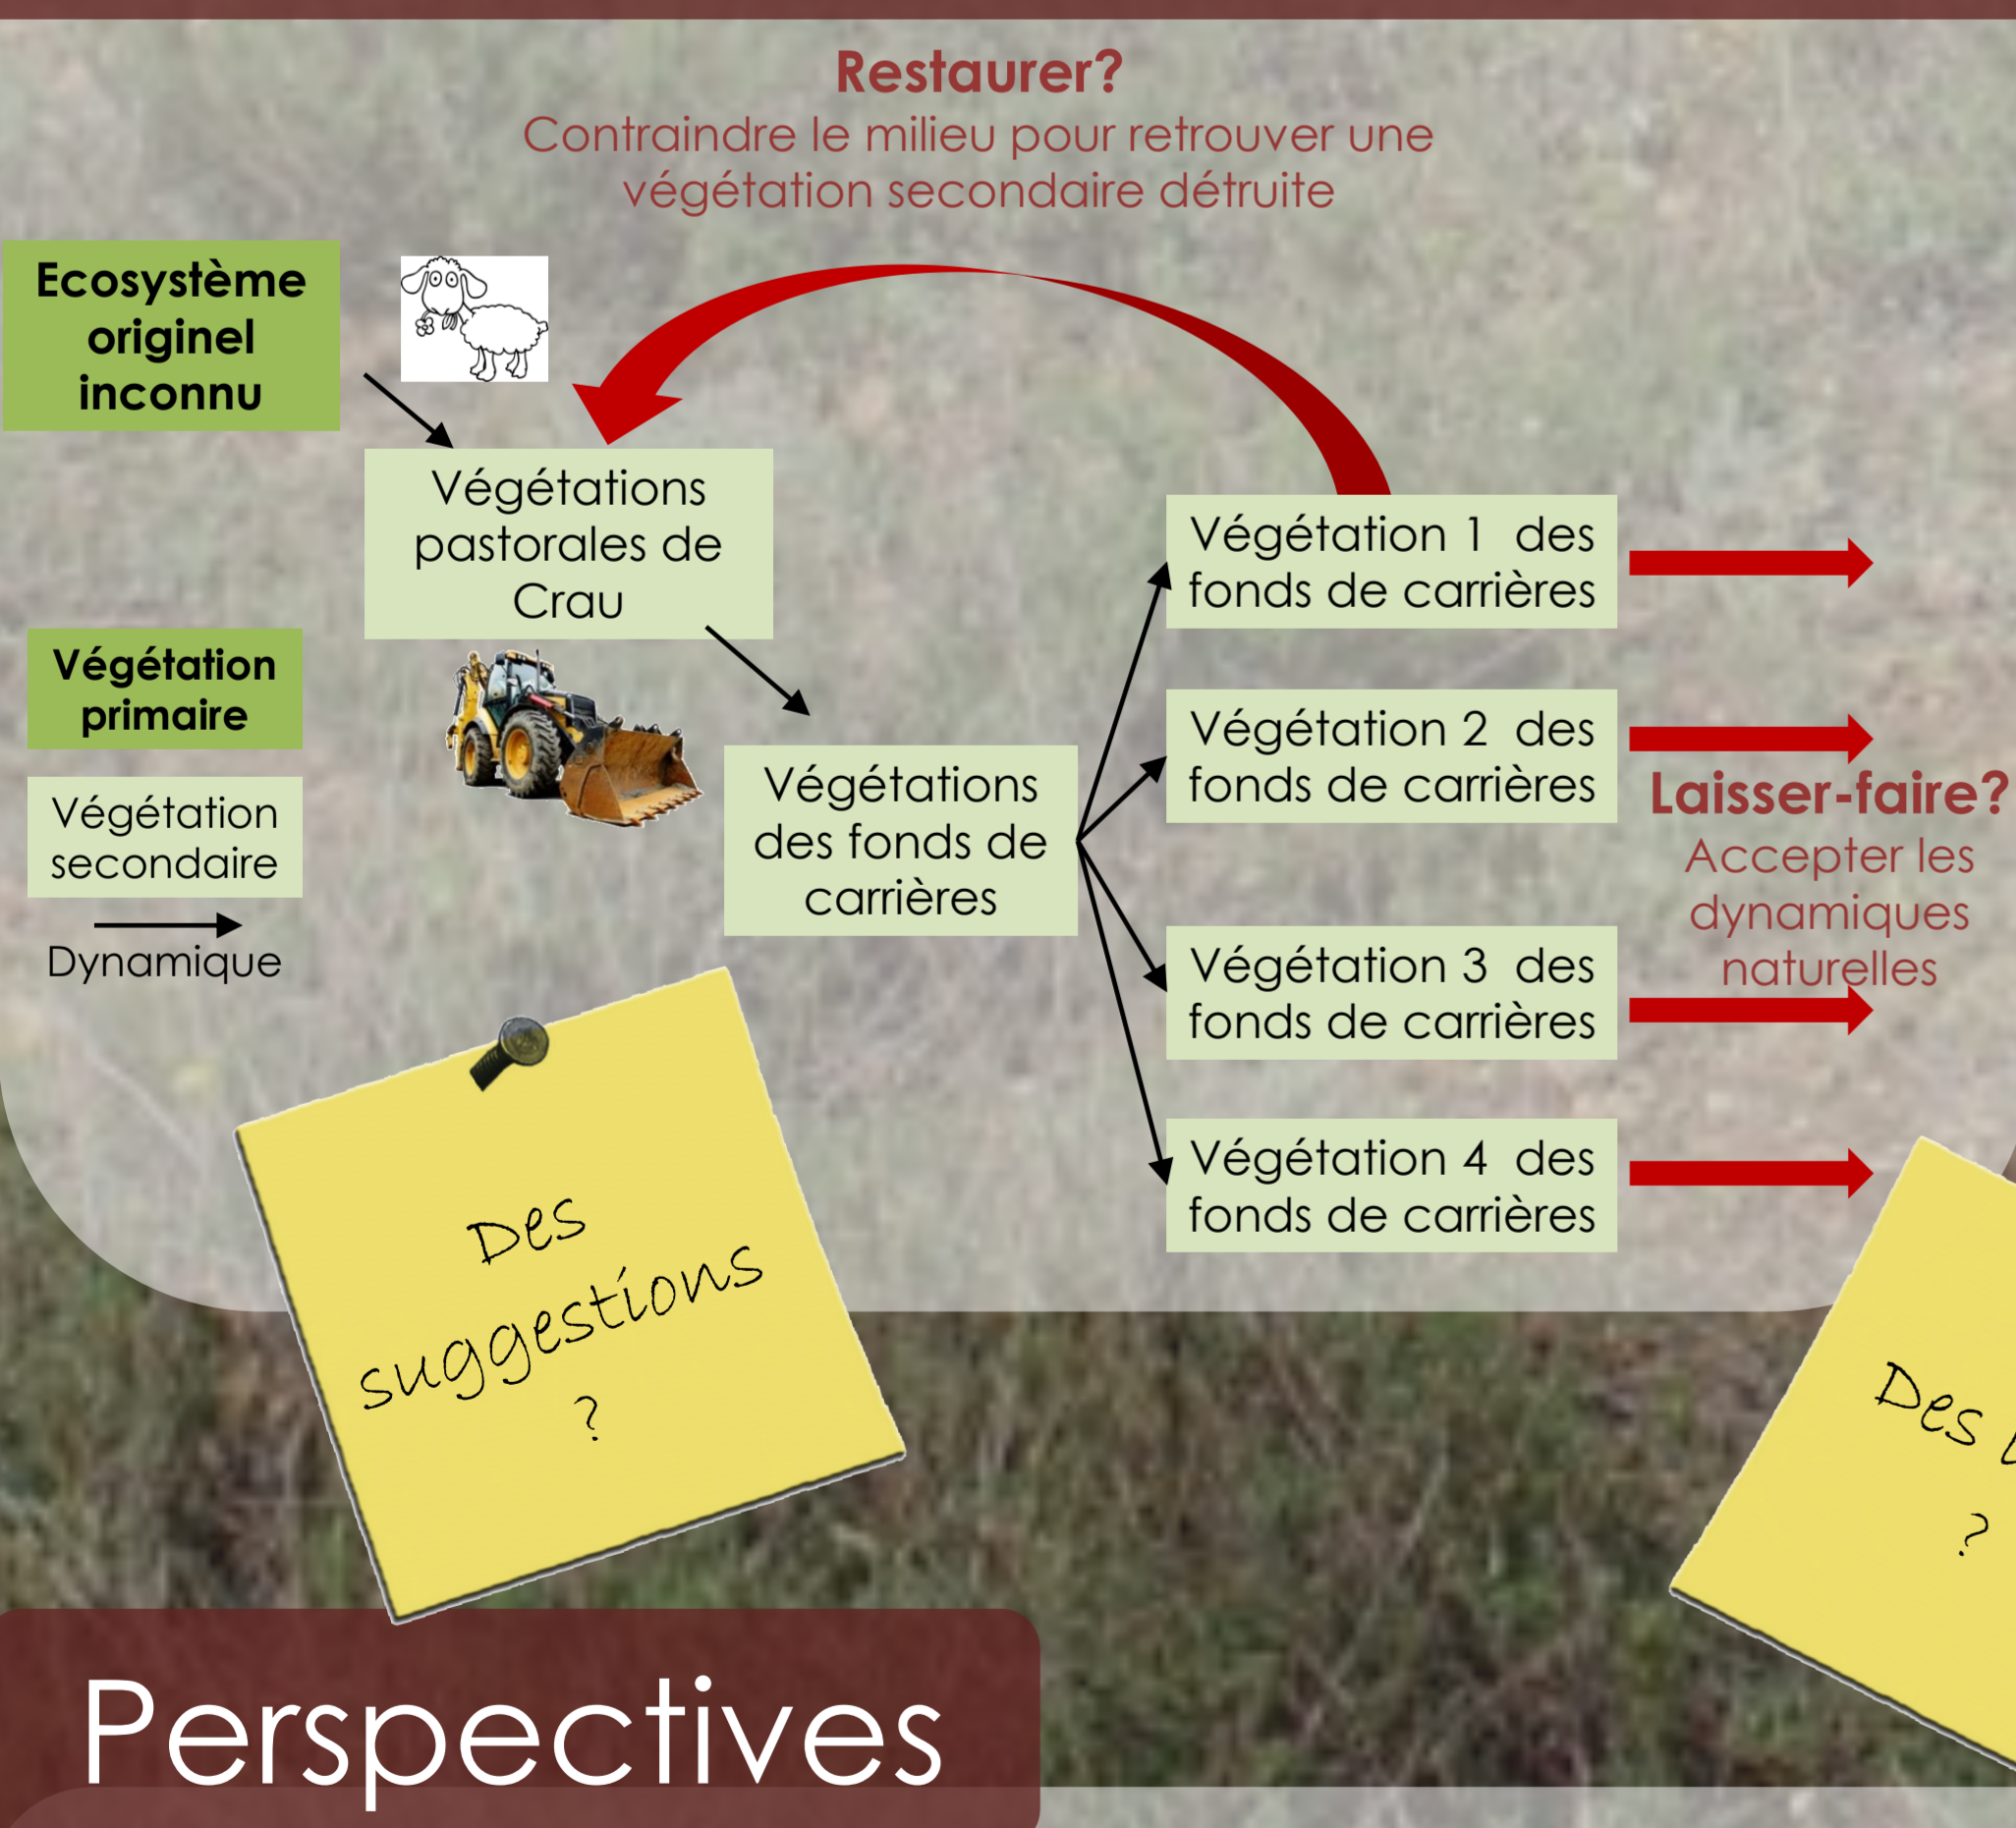 Restaurer?
Contraindre le milieu pour retrouver une
végétation secondaire détruite
Ecosystème
originel
inconnu
Végétations
pastorales de
Crau
Végétation
primaire
Végétation
secondaire
Dynamique
Végétations
des fonds de
carrières
Végétation 1 des
fonds de carrières
Végétation 2 des
fonds de carrières
Végétation 3 des
fonds de carrières
Végétation 4 des
fonds de carrières
Laisser-faire?
Accepter les
dynamiques
naturelles
Des
suggestions
?
Des
?
Perspectives